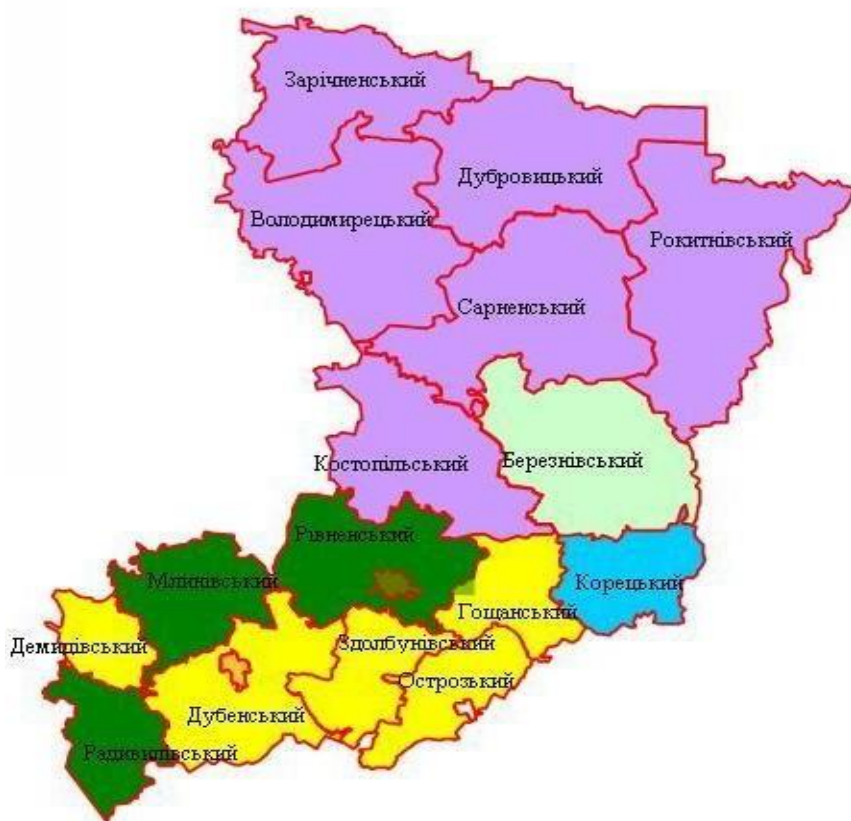 Зарічненський
Дубровицький
Володимирецький
Рокитнівський
Сарненський
Костопільський
Березнівський
Рівненський
Млинівський
Корецький
Гощанський
Демидівський
Здолбунівський
Острозький
Дубенський
Радивилівський